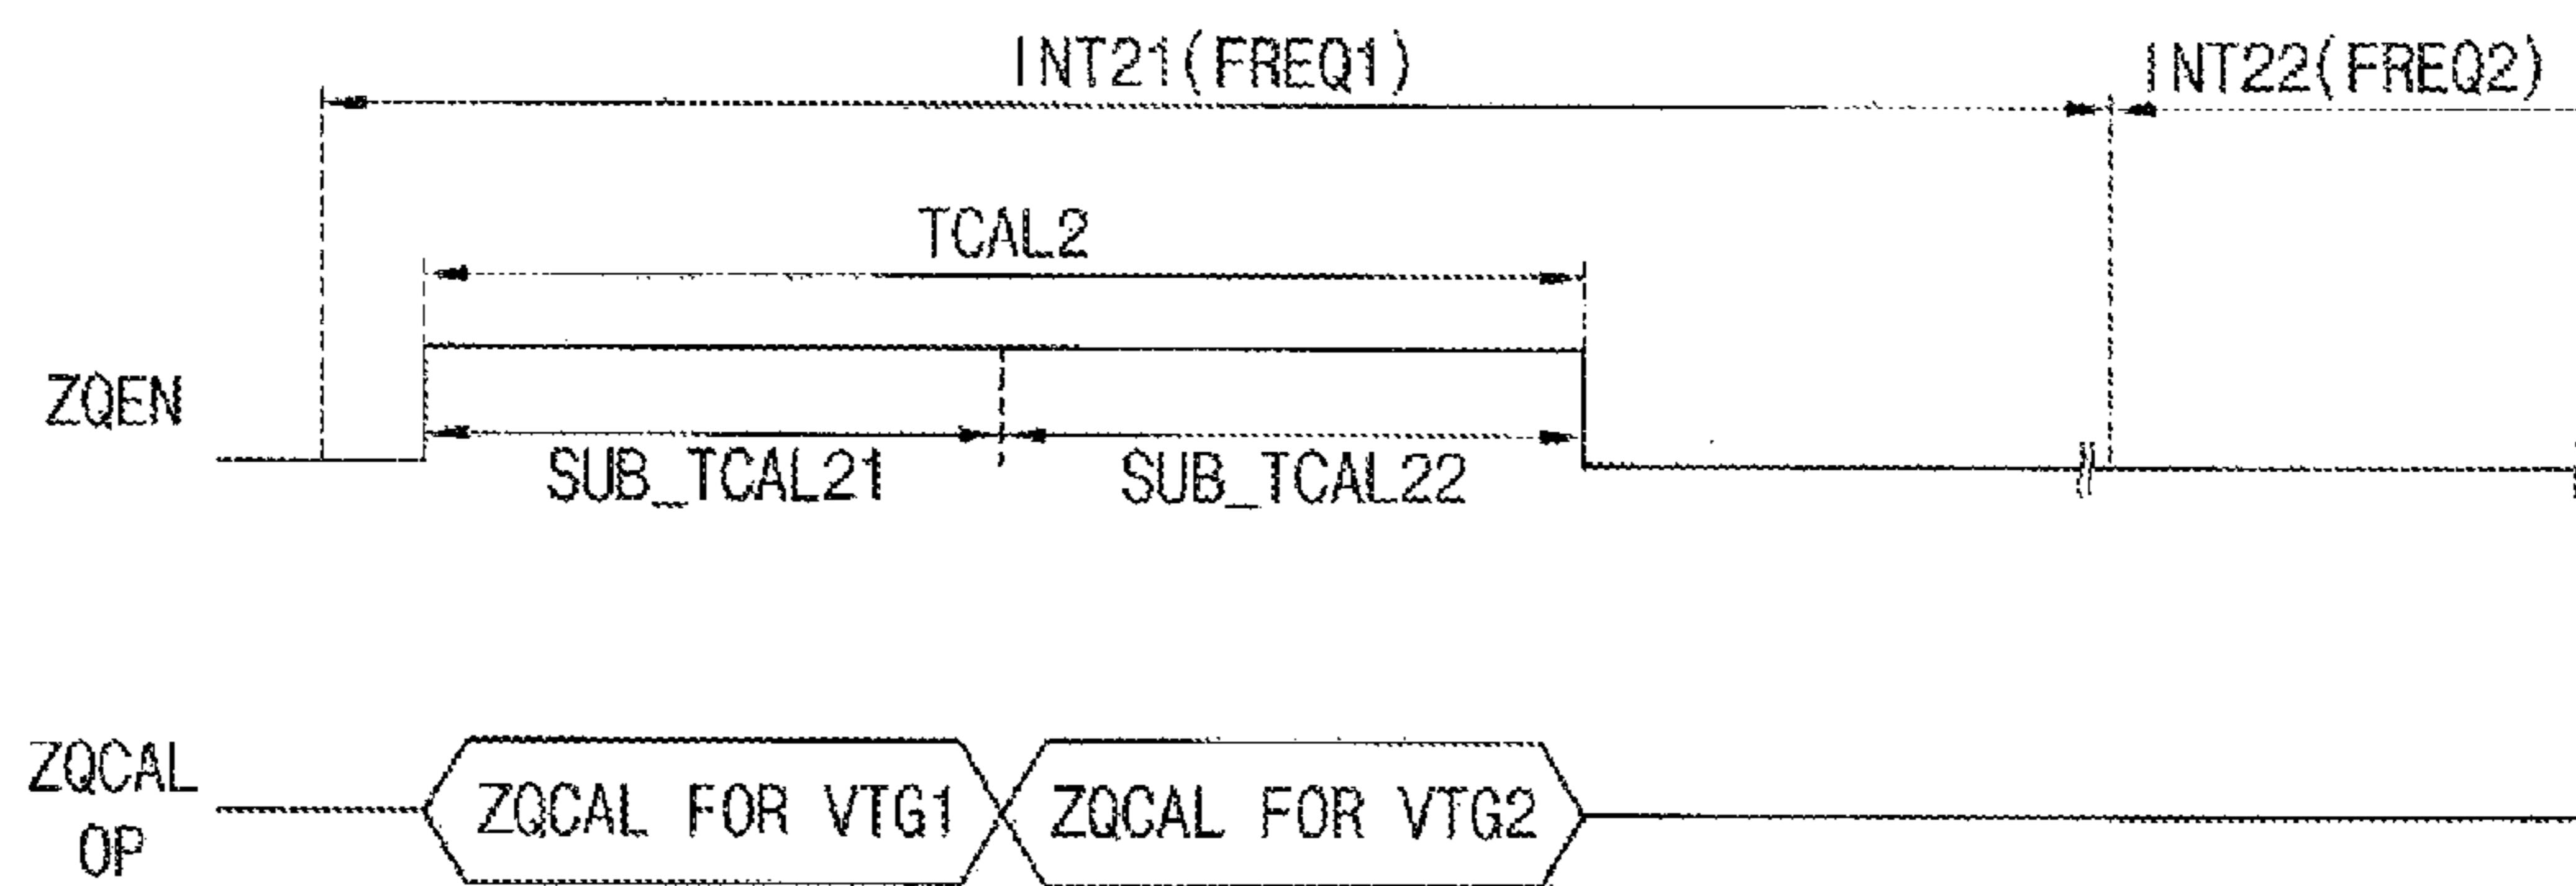 INT21(FREQ1)
INT22(FREQ2)
TCAL2
ZQEN
SUB_TCAL21
SUB_TCAL22
ZQCAL
OP
ZQCAL FOR VTG1
ZQCAL FOR VTG2